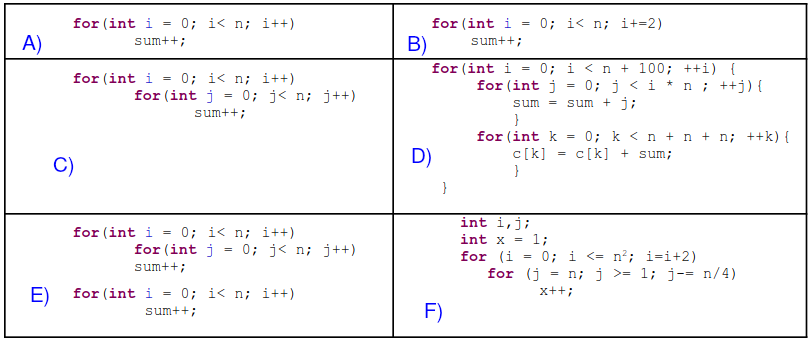 for(int i = 0; i< n; i++)
sum++;
A)
for(int i = 0; i< n; i+=2)
sum++;
B)
for(int i = 0; i< n; i++)
for(int j = 0; j< n; j++)
sum++;
C)
for(int i = 0; i < n + 100; ++i) {
for(int j = 0; j < i * n ; ++j){
sum = sum + j;
}
for(int k = 0; k < n + n + n; ++k){
c[k] = c[k] + sum;
}
}
D)
for(int i = 0; i< n; i++)
for(int j = 0; j< n; j++)
sum++;
for(int i = 0; i< n; i++)
sum++;
E)
int i,j;
int x = 1;
for (i = 0; i <= n²; i=i+2)
for (j = n; j >= 1; j-= n/4)
x++;
F)